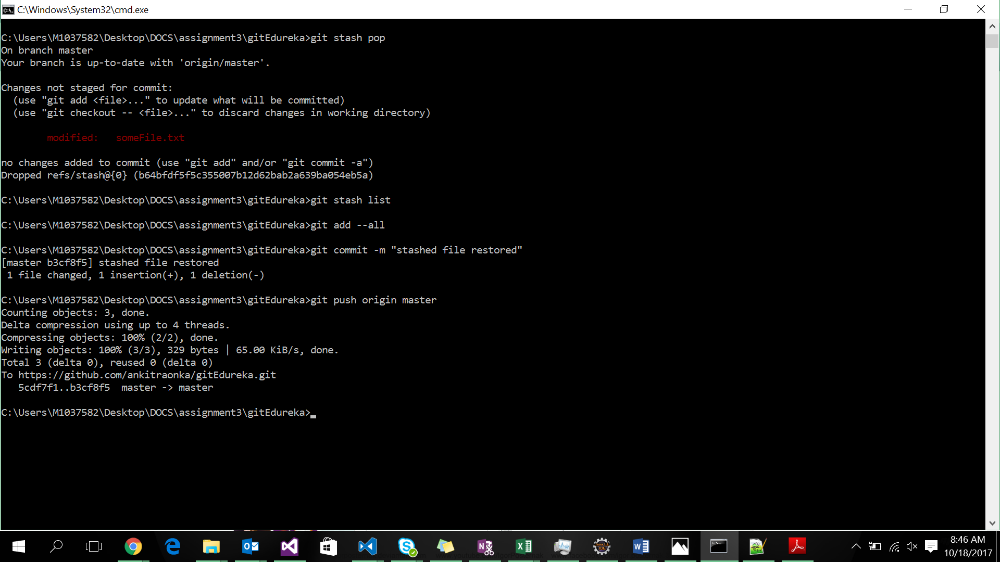 C:\Windows\System32\cmd.exe
C:\Users\M1037582\Desktop\DOCS\assignment3\gitEdureka>git stash pop
On branch master
Your branch is up-to-date with 'origin/master'.
Changes not staged for commit:
(use "git add <file>..." to update what will be committed)
(use "git checkout -- <file>..." to discard changes in working directory)
modified: someFile.txt
no changes added to commit (use "git add" and/or "git commit -a")
Dropped refs/stash@{0} (b64bfdf5f5c355007b12d62bab2a639ba054eb5a)
C:\Users\M1037582\Desktop\DOCS\assignment3\gitEdureka>git stash list
C:\Users\M1037582\Desktop\DOCS\assignment3\gitEdureka>git add --all
C:\Users\M1037582\Desktop\DOCS\assignment3\gitEdureka>git commit -m "stashed file restored"
[master b3cf8f5] stashed file restored
1 file changed, 1 insertion(+), 1 deletion(-)
C:\Users\M1037582\Desktop\DOCS\assignment3\gitEdureka>git push origin master
Counting objects: 3, done.
Delta compression using up to 4 threads.
Compressing objects: 100% (2/2), done.
Writing objects: 100% (3/3), 329 bytes | 65.00 KiB/s, done.
Total 3 (delta 0), reused 0 (delta 0)
To https://github.com/ankitraonka/gitEdureka.git
5cdf7f1..b3cf8f5 master -> master
C:\Users\M1037582\Desktop\DOCS\assignment3\gitEdureka>
8:46 AM
10/18/2017